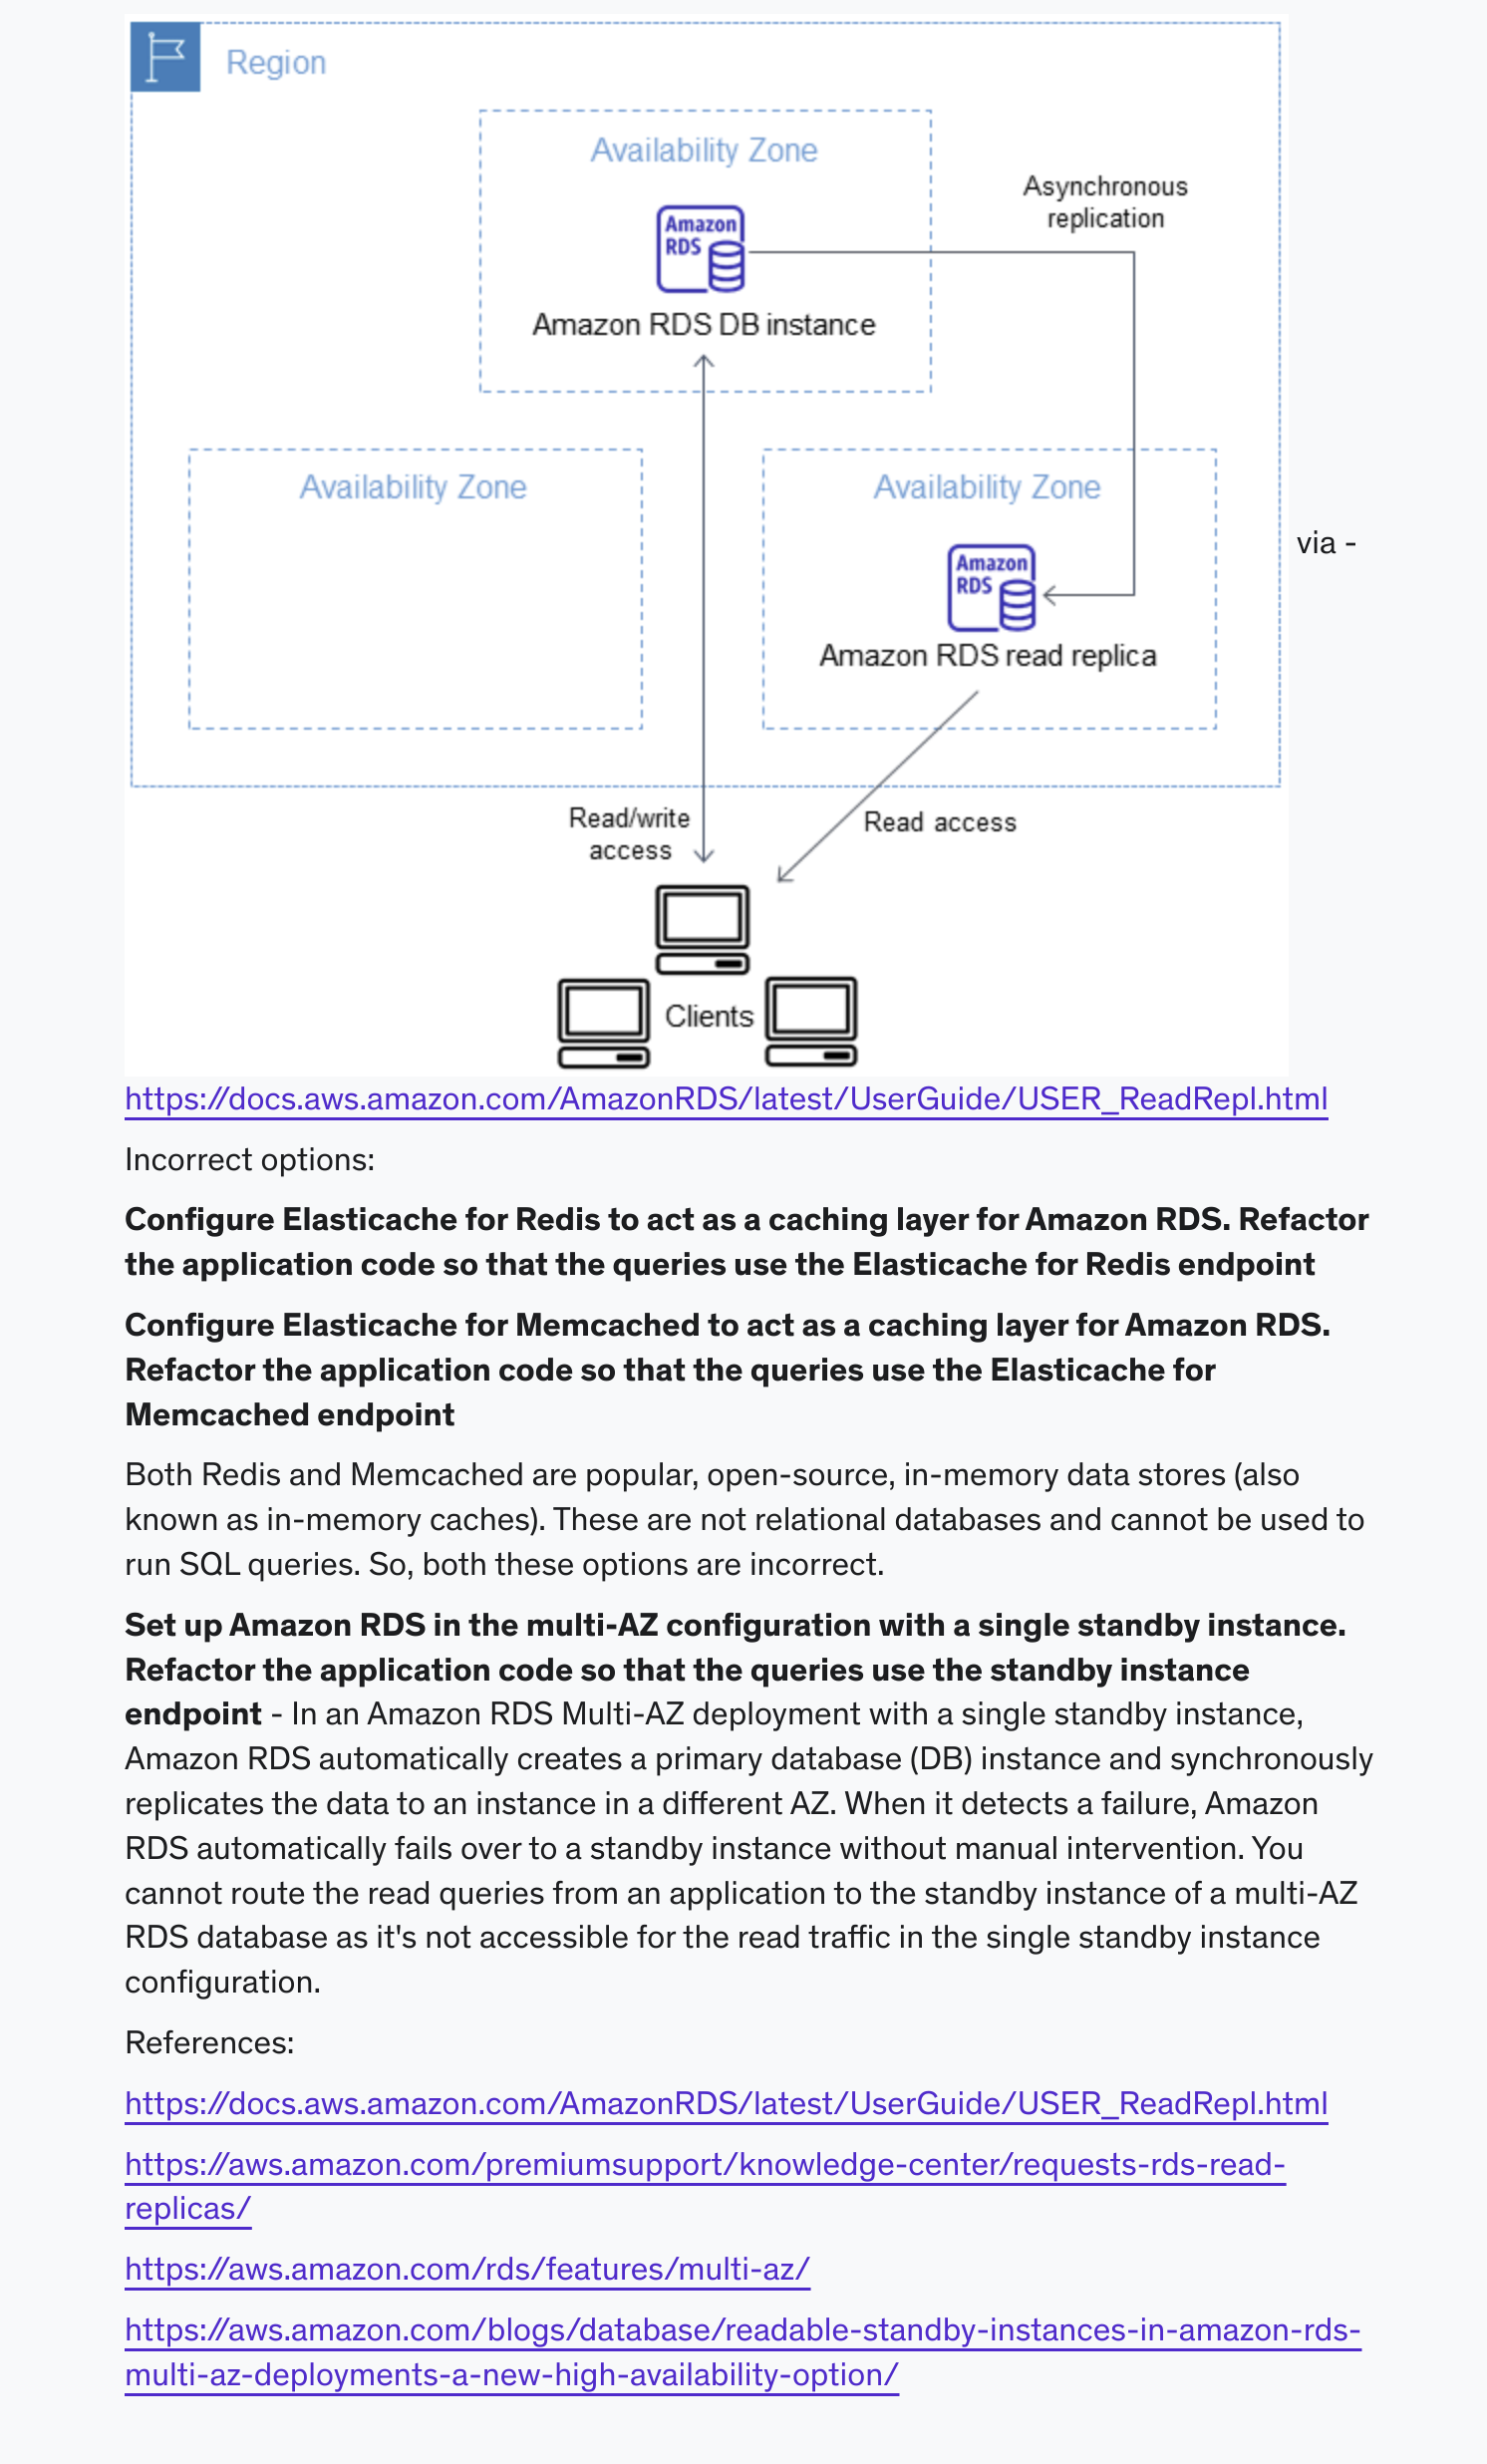 Region
Availability Zone
Asynchronous
replication
Amazon
RDS
Amazon RDS DB instance
Availability Zone
Availability Zone
via -
Amazon
RDS
Amazon RDS read replica
Read/write
access
Read access
Clients
https://docs.aws.amazon.com/AmazonRDS/latest/UserGuide/USER_ReadRepl.html
Incorrect options:
Configure Elasticache for Redis to act as a caching layer for Amazon RDS. Refactor
the application code so that the queries use the Elasticache for Redis endpoint
Configure Elasticache for Memcached to act as a caching layer for Amazon RDS.
Refactor the application code so that the queries use the Elasticache for
Memcached endpoint
Both Redis and Memcached are popular, open-source, in-memory data stores (also
known as in-memory caches). These are not relational databases and cannot be used to
run SQL queries. So, both these options are incorrect.
Set up Amazon RDS in the multi-AZ configuration with a single standby instance.
Refactor the application code so that the queries use the standby instance
endpoint - In an Amazon RDS Multi-AZ deployment with a single standby instance,
Amazon RDS automatically creates a primary database (DB) instance and synchronously
replicates the data to an instance in a different AZ. When it detects a failure, Amazon
RDS automatically fails over to a standby instance without manual intervention. You
cannot route the read queries from an application to the standby instance of a multi-AZ
RDS database as it's not accessible for the read traffic in the single standby instance
configuration.
References:
https://docs.aws.amazon.com/AmazonRDS/latest/UserGuide/USER_ReadRepl.html
https://aws.amazon.com/premiumsupport/knowledge-center/requests-rds-read-
replicas/
https://aws.amazon.com/rds/features/multi-az/
https://aws.amazon.com/blogs/database/readable-standby-instances-in-amazon-rds-
multi-az-deployments-a-new-high-availability-option/